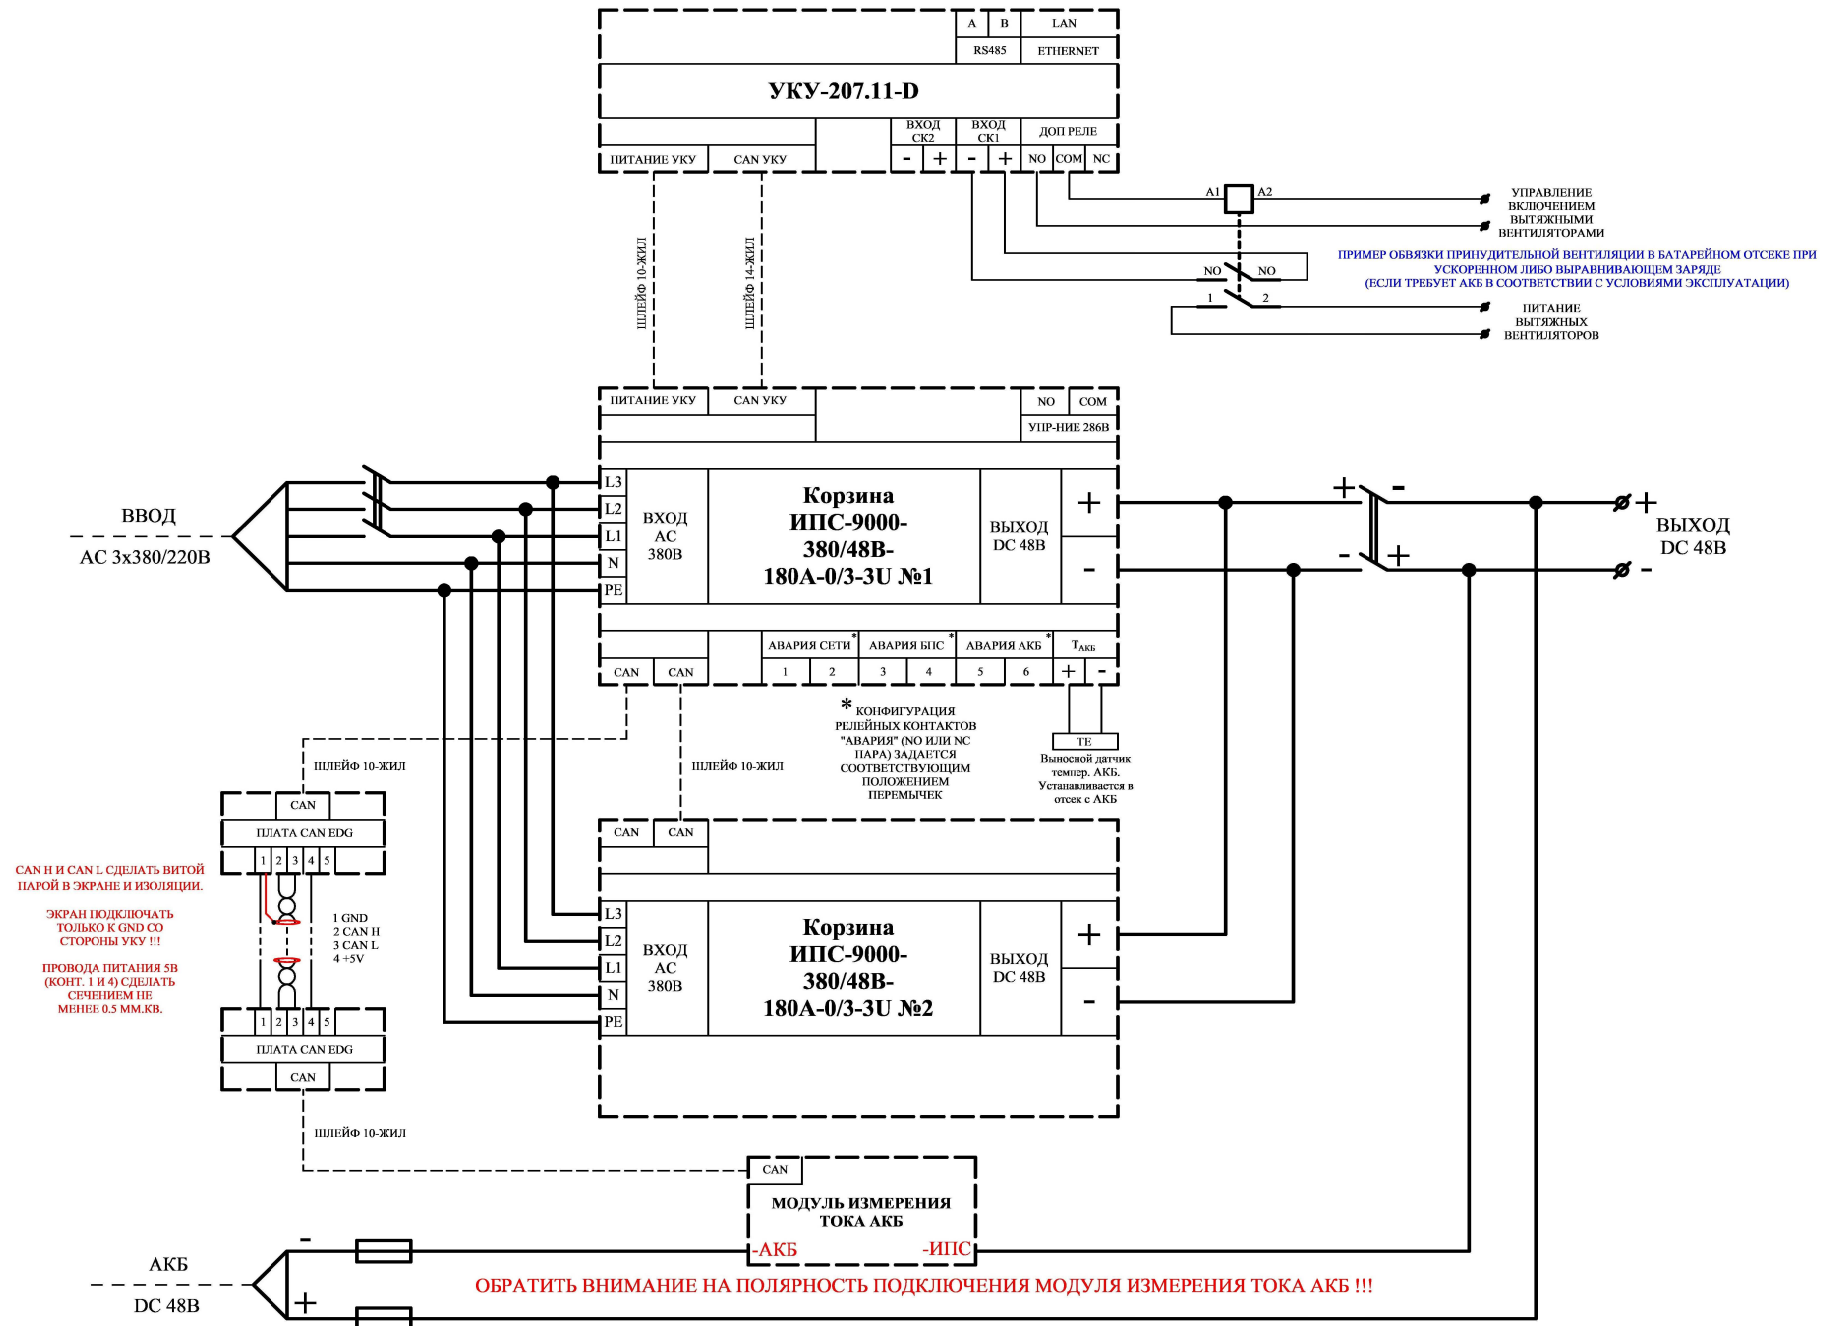 A B LAN
RS485 ETHERNET
УКУ-207.11-D
ВХОД СК2
ВХОД СК1
ДОП РЕЛЕ
ПИТАНИЕ УКУ CAN УКУ - + - + NO COM NC
A1 A2
УПРАВЛЕНИЕ
ВКЛЮЧЕНИЕМ
ВЫТЯЖНЫМИ
ВЕНТИЛЯТОРАМИ
ШЛЕЙФ 10-ЖИЛ
ШЛЕЙФ 14-ЖИЛ
ПРИМЕР ОБВЯЗКИ ПРИНУДИТЕЛЬНОЙ ВЕНТИЛЯЦИИ В БАТАРЕЙНОМ ОТСЕКЕ ПРИ
УСКОРЕННОМ ЛИБО ВЫРАВНИВАЮЩЕМ ЗАРЯДЕ
(ЕСЛИ ТРЕБУЕТ АКБ В СООТВЕТСТВИИ С УСЛОВИЯМИ ЭКСПЛУАТАЦИИ)
NO NO
1 2
ПИТАНИЕ
ВЫТЯЖНЫХ
ВЕНТИЛЯТОРОВ
ПИТАНИЕ УКУ CAN УКУ NO COM
УПР-НИЕ 286В
ВВОД
AC 3x380/220В
L3
L2
L1
N
PE
ВХОД
AC
380В
Корзина
ИПС-9000-
380/48В-
180А-0/3-3U №1
ВЫХОД
DC 48В
+
-
+ -
- +
+
ВЫХОД
DC 48В
-
АВАРИЯ СЕТИ * АВАРИЯ БПС * АВАРИЯ АКБ * ТАКБ
CAN CAN 1 2 3 4 5 6 + -
* КОНФИГУРАЦИЯ
РЕЛЕЙНЫХ КОНТАКТОВ
"АВАРИЯ" (NO ИЛИ NC
ПАРА) ЗАДАЕТСЯ
СООТВЕТСТВУЮЩИМ
ПОЛОЖЕНИЕМ
ПЕРЕМЫЧЕК
TE
Выносной датчик
темпер. АКБ.
Устанавливается в
отсек с АКБ
ШЛЕЙФ 10-ЖИЛ
ШЛЕЙФ 10-ЖИЛ
CAN
ПЛАТА CAN EDG
1 2 3 4 5
CAN H И CAN L СДЕЛАТЬ ВИТОЙ
ПАРОЙ В ЭКРАНЕ И ИЗОЛЯЦИИ.
ЭКРАН ПОДКЛЮЧАТЬ
ТОЛЬКО К GND СО
СТОРОНЫ УКУ !!!
ПРОВОДА ПИТАНИЯ 5В
(КОНТ. 1 И 4) СДЕЛАТЬ
СЕЧЕНИЕМ НЕ
МЕНЕЕ 0.5 ММ.КВ.
1 GND
2 CAN H
3 CAN L
4 +5V
1 2 3 4 5
ПЛАТА CAN EDG
CAN
CAN CAN
L3
L2
L1
N
PE
ВХОД
AC
380В
Корзина
ИПС-9000-
380/48В-
180А-0/3-3U №2
ВЫХОД
DC 48В
+
-
ШЛЕЙФ 10-ЖИЛ
CAN
МОДУЛЬ ИЗМЕРЕНИЯ
ТОКА АКБ
-АКБ -ИПС
-
АКБ
DC 48В
+
ОБРАТИТЬ ВНИМАНИЕ НА ПОЛЯРНОСТЬ ПОДКЛЮЧЕНИЯ МОДУЛЯ ИЗМЕРЕНИЯ ТОКА АКБ !!!